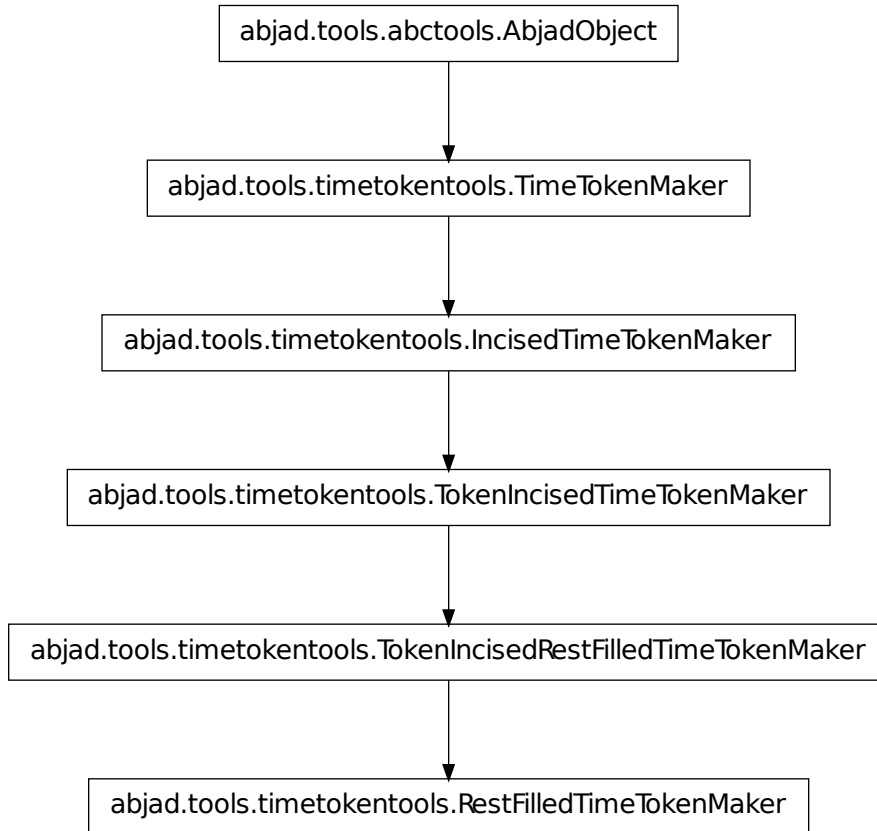 abjad.tools.abctools.AbjadObject
abjad.tools.timetokentools.TimeTokenMaker
abjad.tools.timetokentools.IncisedTimeTokenMaker
abjad.tools.timetokentools.TokenIncisedTimeTokenMaker
abjad.tools.timetokentools.TokenIncisedRestFilledTimeTokenMaker
abjad.tools.timetokentools.RestFilledTimeTokenMaker